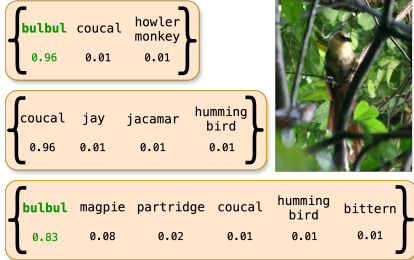 bulbul coucal howler
monkey
0.96 0.01 0.01
coucal jay jacamar humming
bird
0.96 0.01 0.01 0.01
bulbul magpie partridge coucal humming
bird bittern
0.83 0.08 0.02 0.01 0.01 0.01